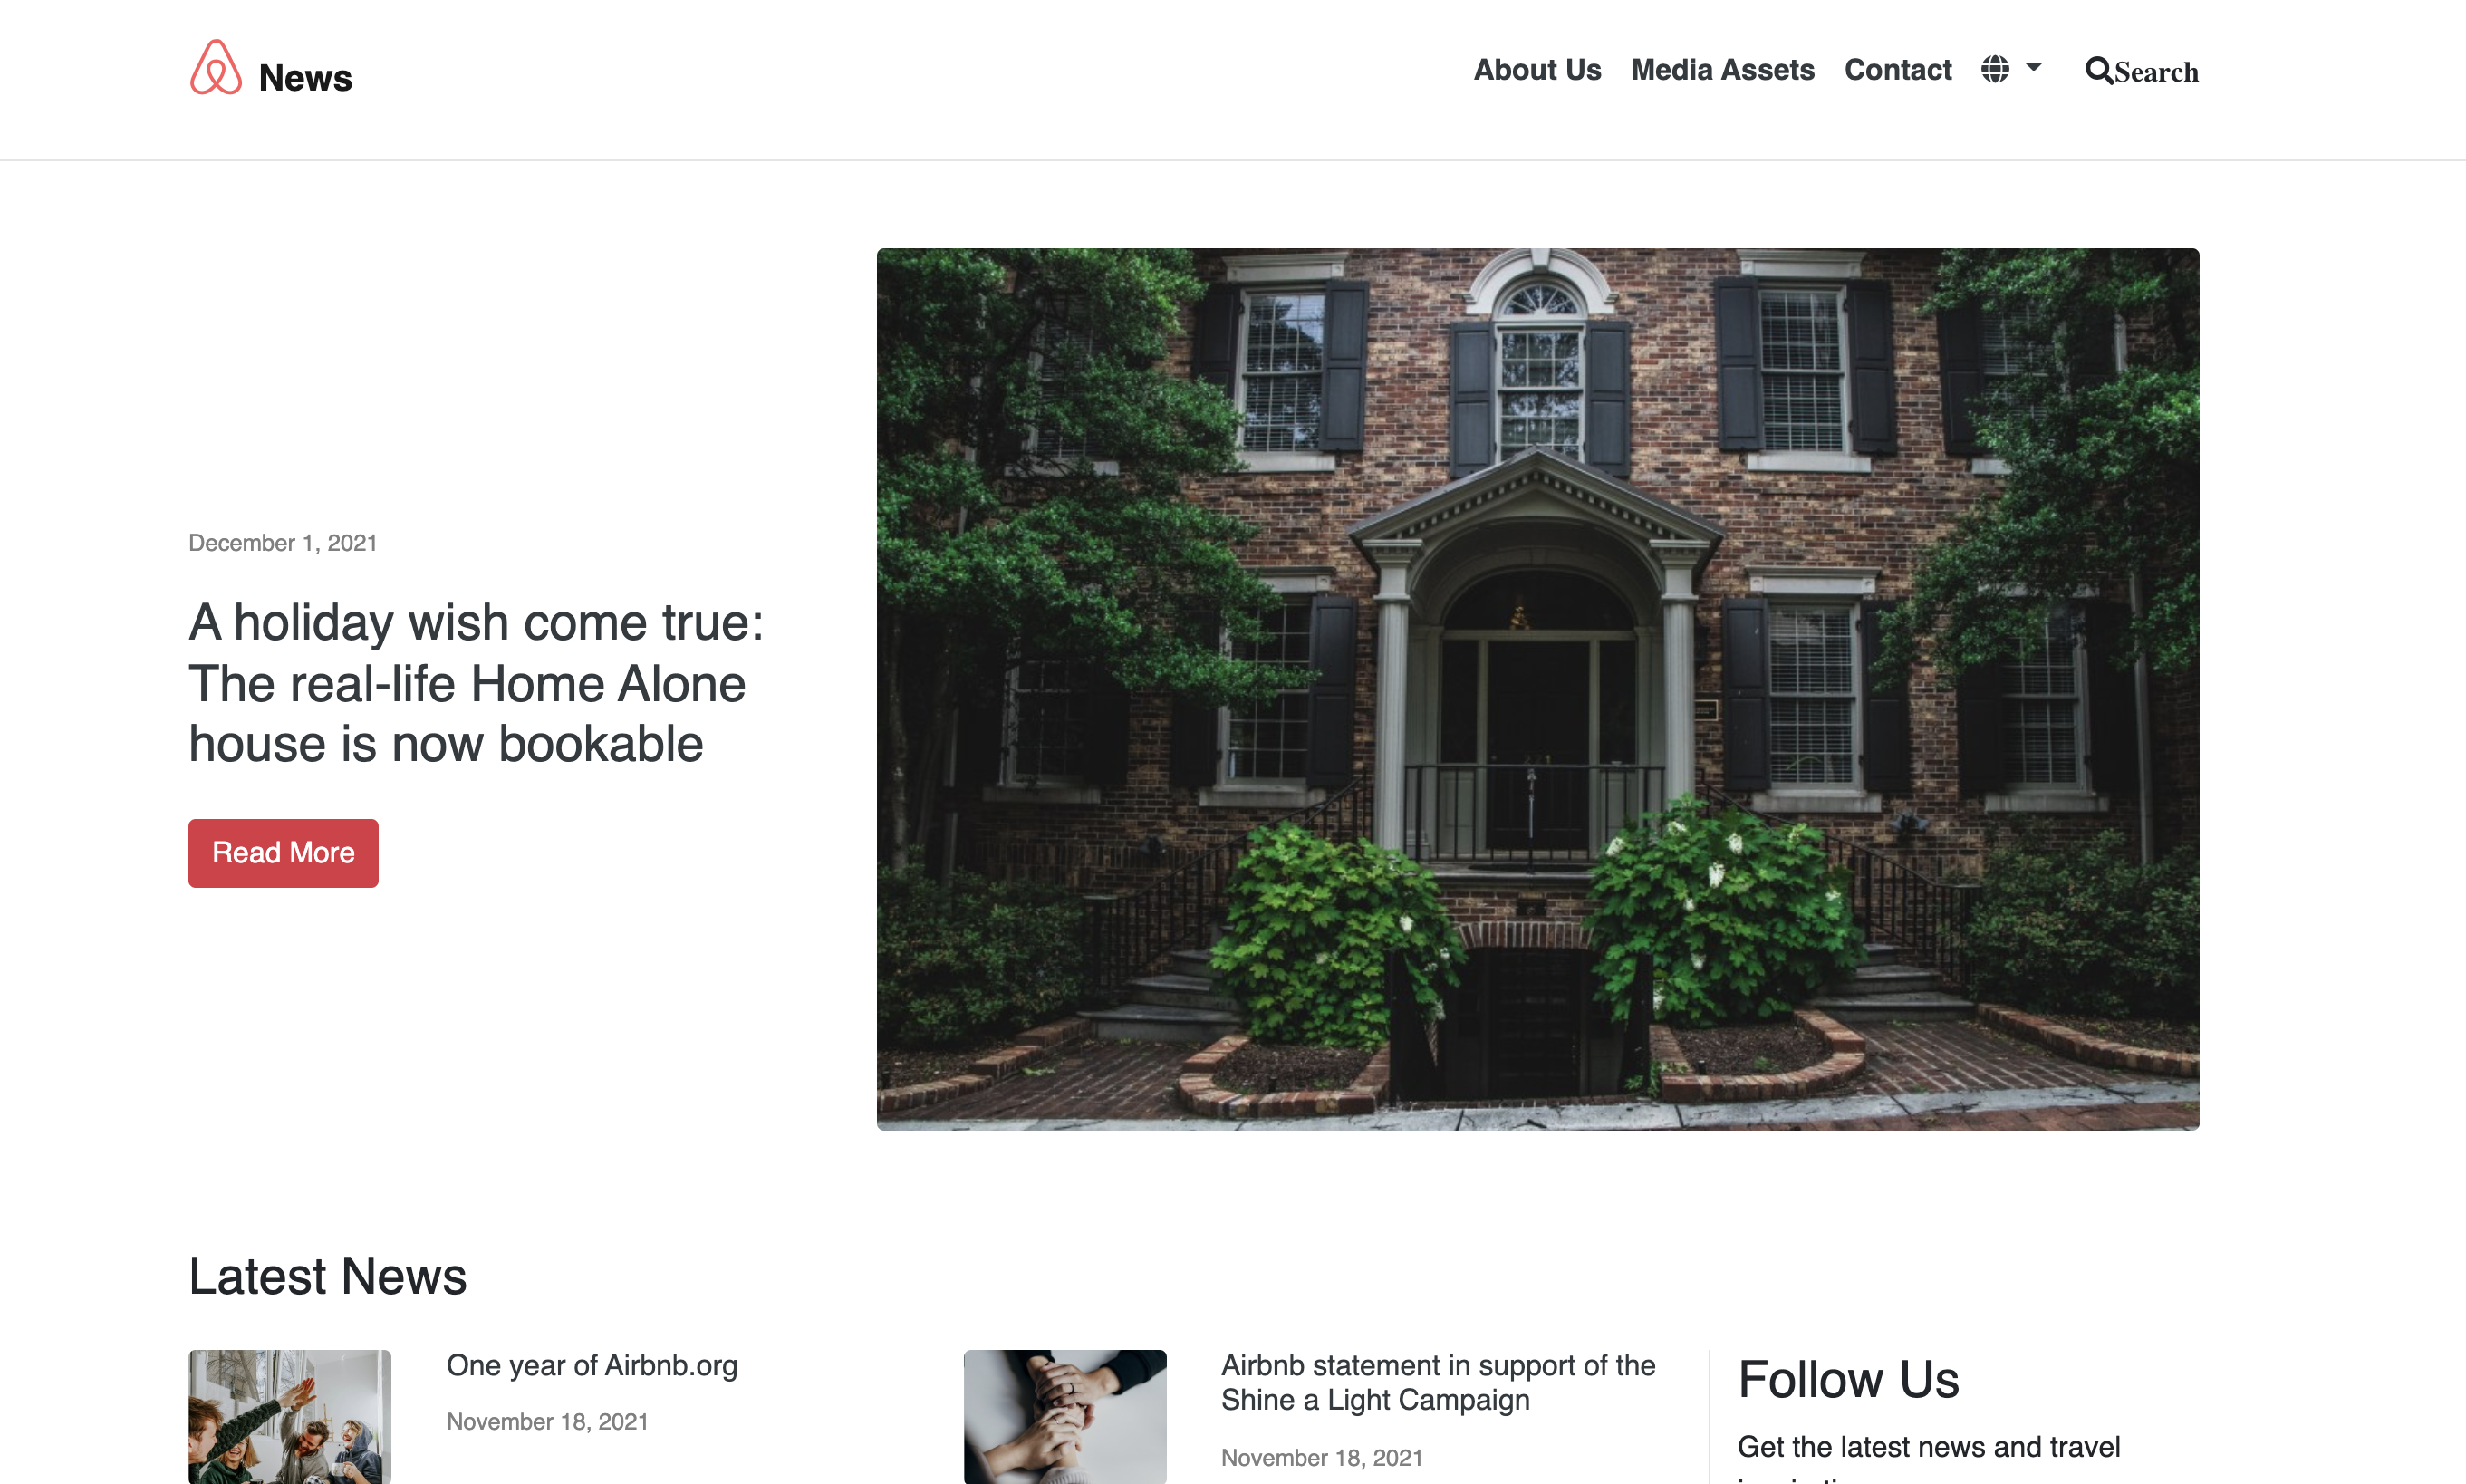 News
About Us
Media Assets
Contact
Search
December 1, 2021
A holiday wish come true:
The real-life Home Alone
house is now bookable
Read More
Latest News
One year of Airbnb.org
November 18, 2021
Airbnb statement in support of the
Shine a Light Campaign
November 18, 2021
Follow Us
Get the latest news and travel